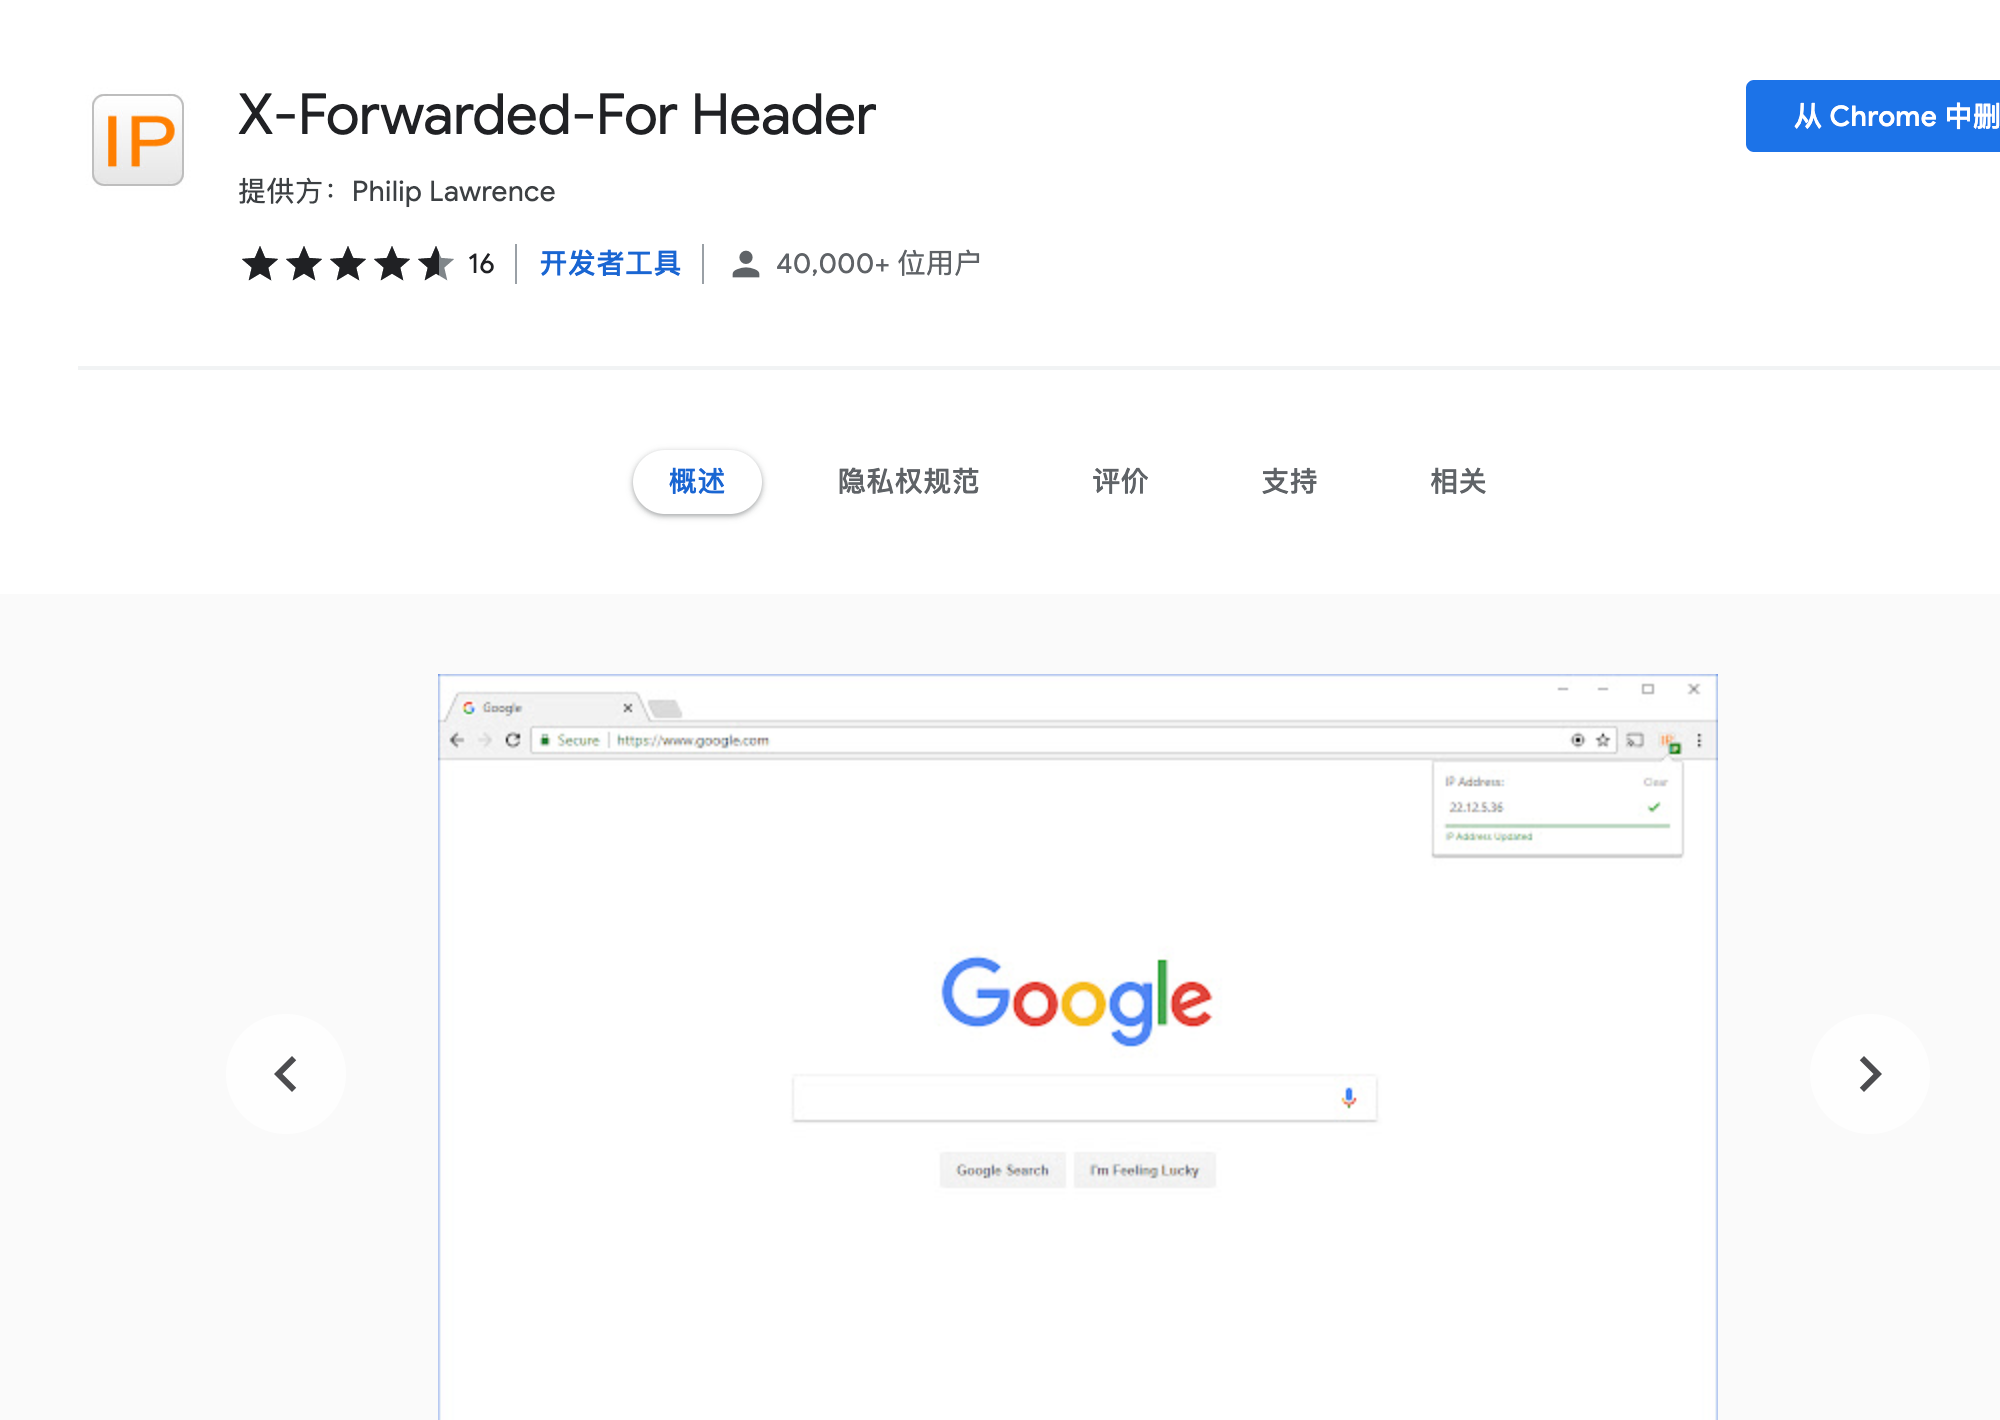 IP
X-Forwarded-For Header
从 Chrome 中删
提供方：Philip Lawrence
16
开发者工具
40,000+ 位用户
概述
隐私权规范
评价
支持
相关
Google
Secure
https://www.google.com
IP
IP Address:
Clear
22.12.5.36
IP Address Updated
Google
Google Search
I'm Feeling Lucky